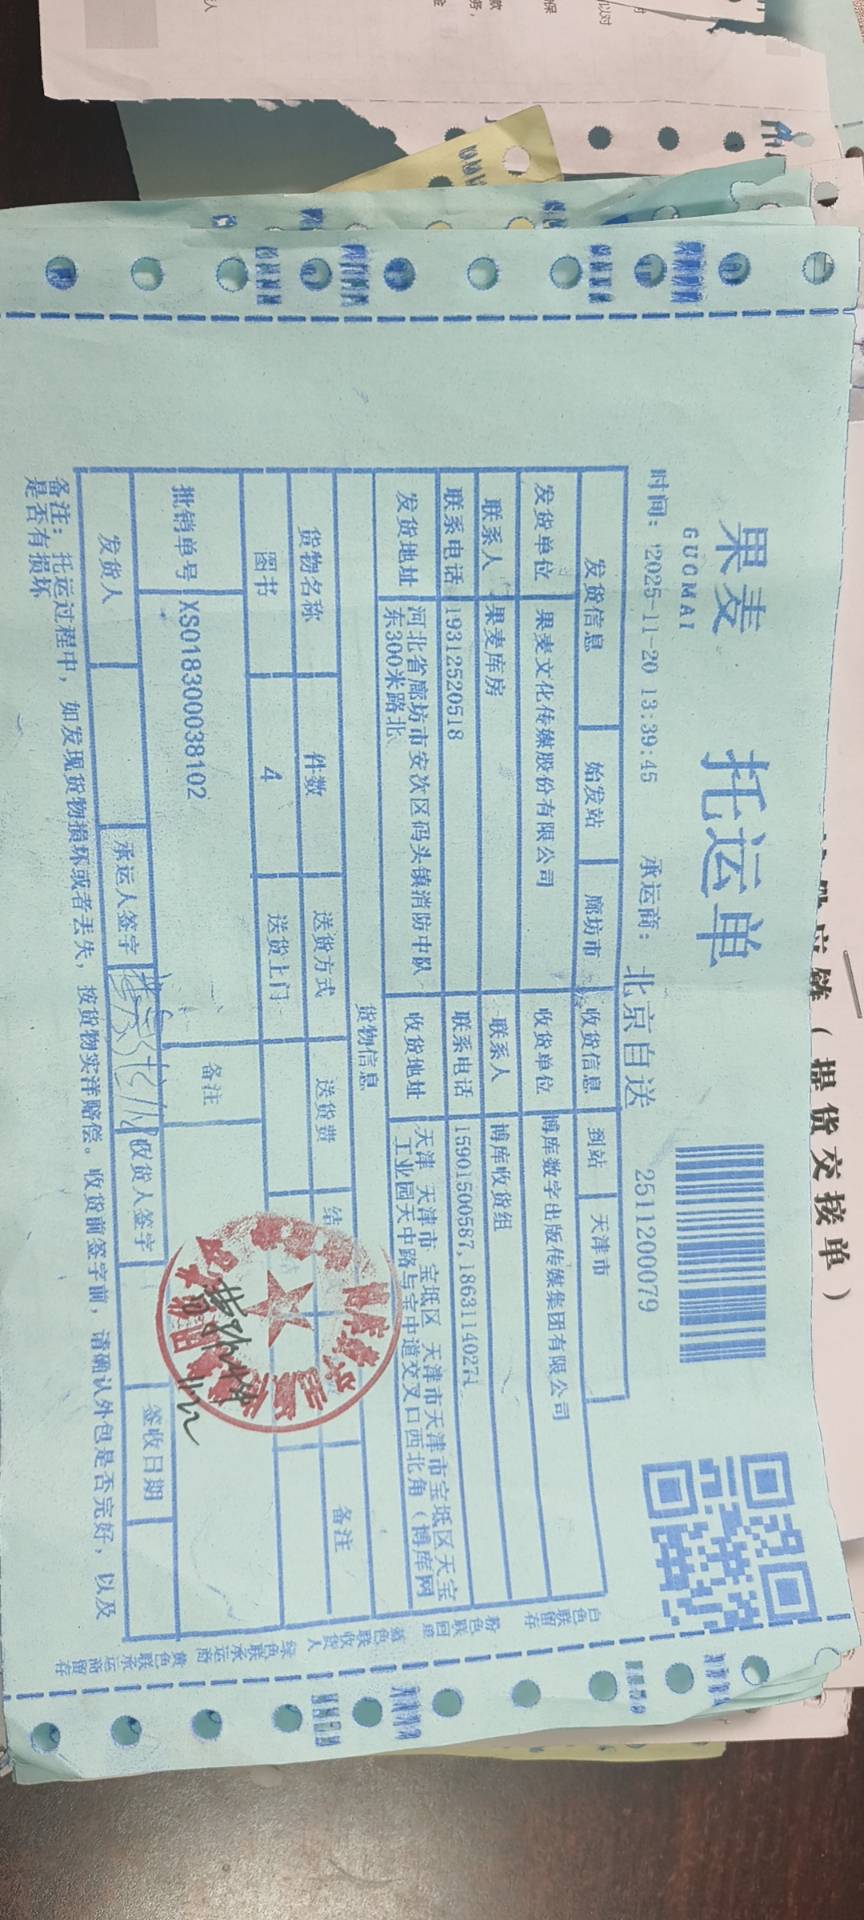 果麦 托运单
GUOMAI
时间：2025-11-20 13:39:45 承运商：北京自送 2511200079
发货信息 始发站 廊坊市 收货信息 到站 天津市
发货单位 果麦文化传媒股份有限公司 收货单位 博库数字出版传媒集团有限公司
联系人 果麦库房 联系人 博库收货组
联系电话 19312520518 联系电话 15901500587,18631140271
发货地址 河北省廊坊市安次区码头镇消防中队东300米路北 收货地址 天津 天津市 宝坻区 天津市天津市宝坻区天宝工业园天中路与宝中道交叉口西北角（博库网
货物信息
货物名称 件数 送货方式 送货费 结 备注
图书 4 送货上门
批销单号 XS018300038102 备注
发货人 承运人签字 收货人签字 签收日期
备注：托运过程中，如发现货物损坏或者丢失，按货物实洋赔偿。收货前签字前，请确认外包是否完好，以及
是否有损坏
白色联留存
粉色联回单
蓝色联收货人
绿色联承运商
黄色联承运商留存
（提货交接单）